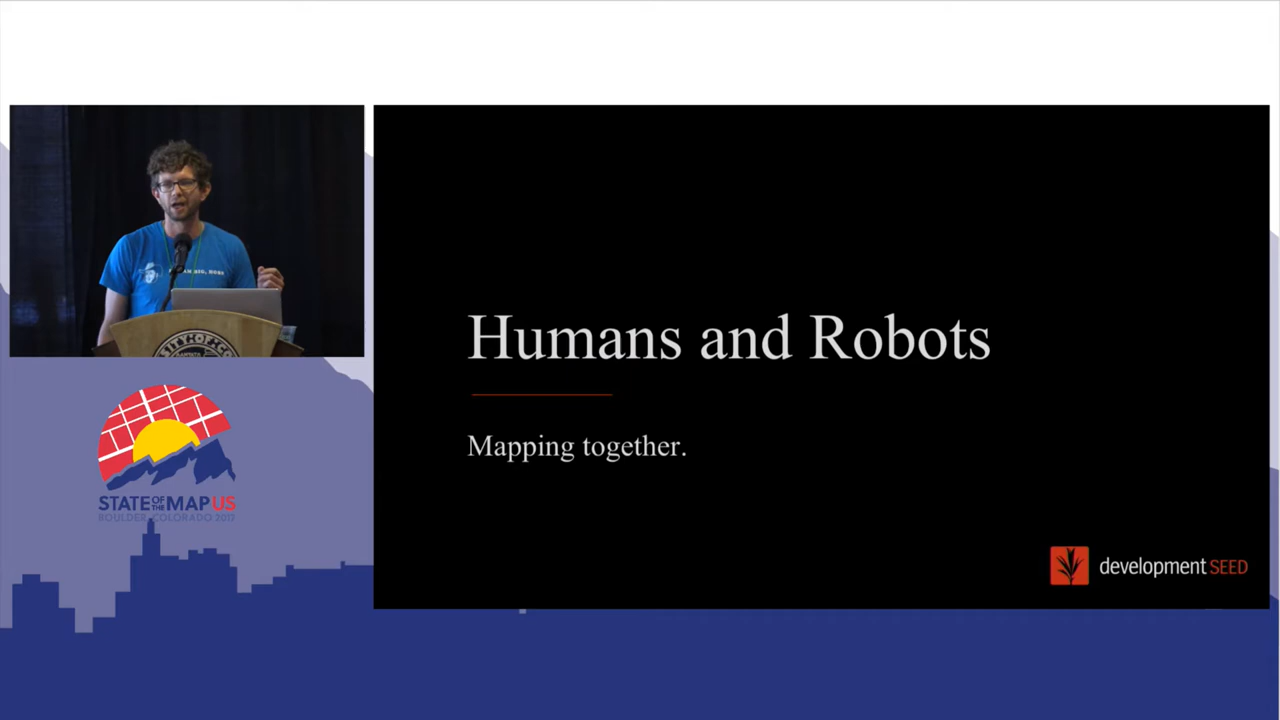 Humans and Robots
Mapping together.
development SEED
STATE OF THE MAP US
BOULDER, COLORADO 2017